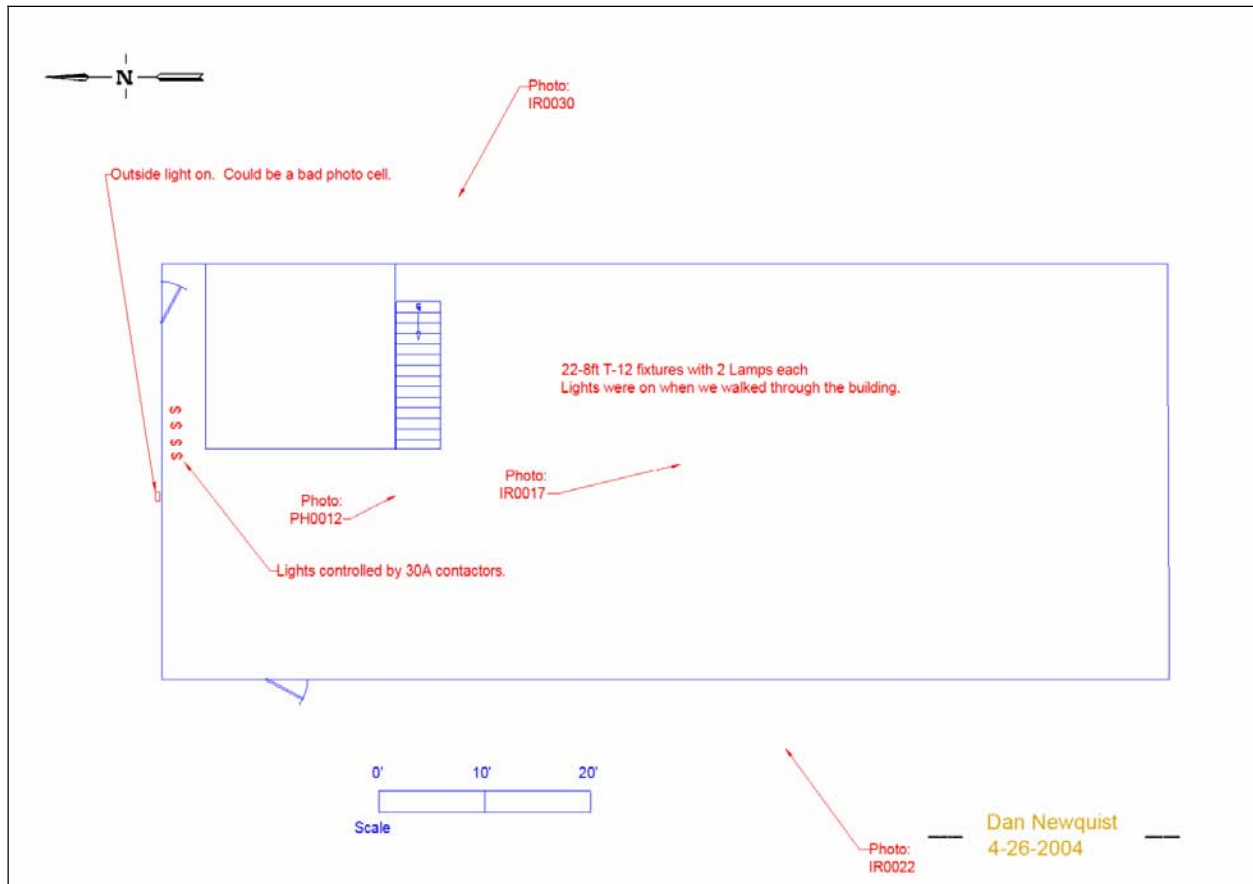 N
Photo:
IR0030
Outside light on. Could be a bad photo cell.
22-8ft T-12 fixtures with 2 Lamps each
Lights were on when we walked through the building.
$
$
$
$
Photo:
IR0017
Photo:
PH0012
Lights controlled by 30A contactors.
0' 10' 20'
Scale
Dan Newquist
4-26-2004
Photo:
IR0022